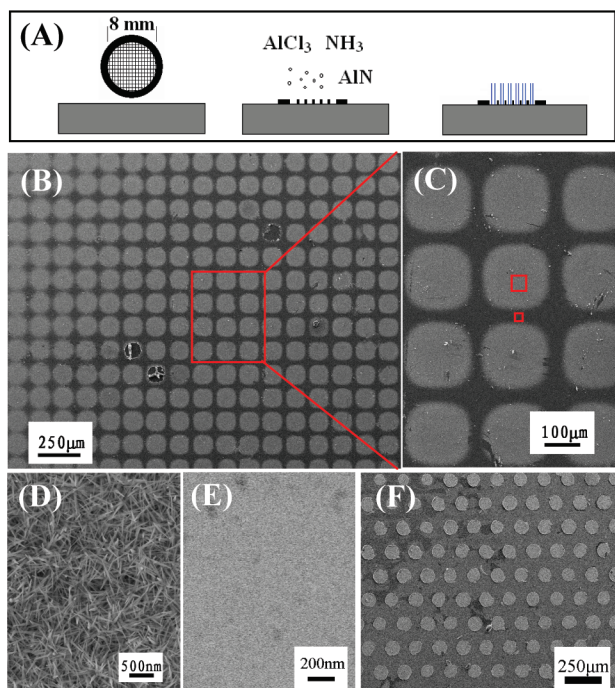 (A)
8 mm
AlCl3 NH3
AlN
(B)
250μm
(C)
100μm
(D)
500nm
(E)
200nm
(F)
250μm